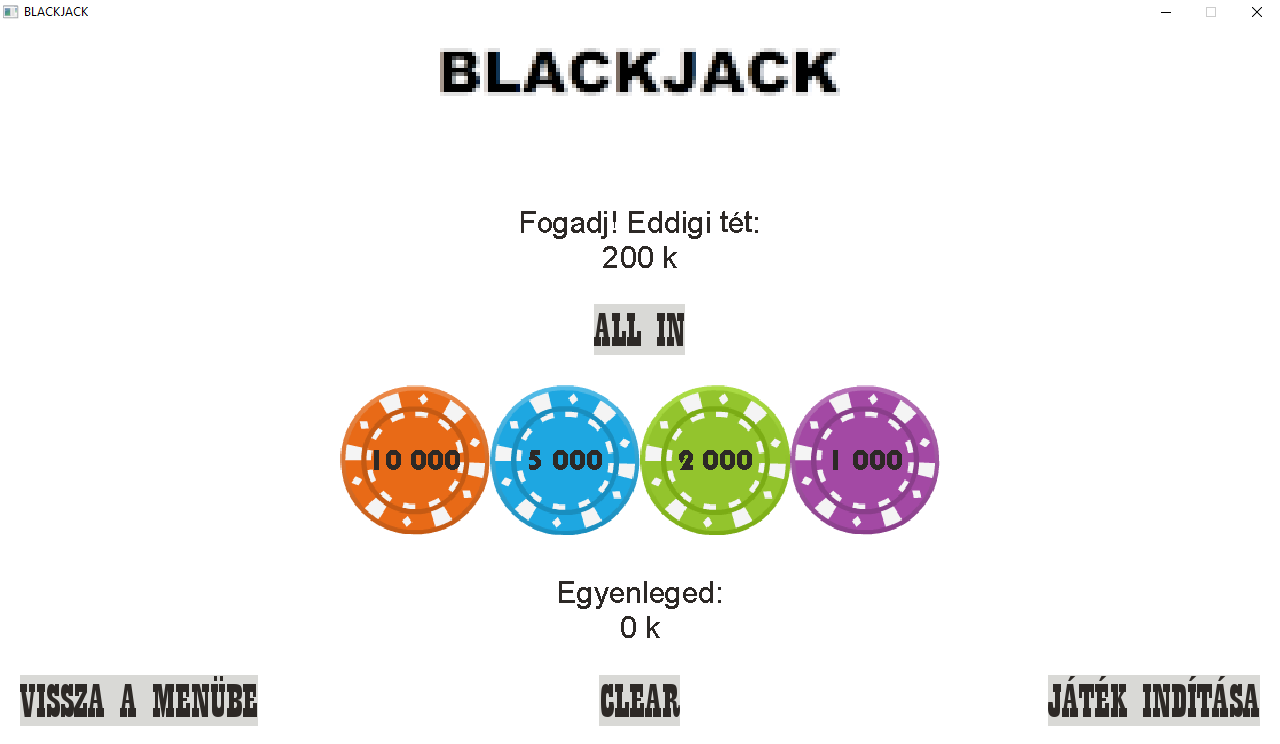 BLACKJACK
BLACKJACK
Fogadj! Eddigi tét:
200 k
ALL IN
10 000 5 000 2 000 1 000
Egyenleged:
0 k
VISSZA A MENÜBE CLEAR JÁTÉK INDÍTÁSA